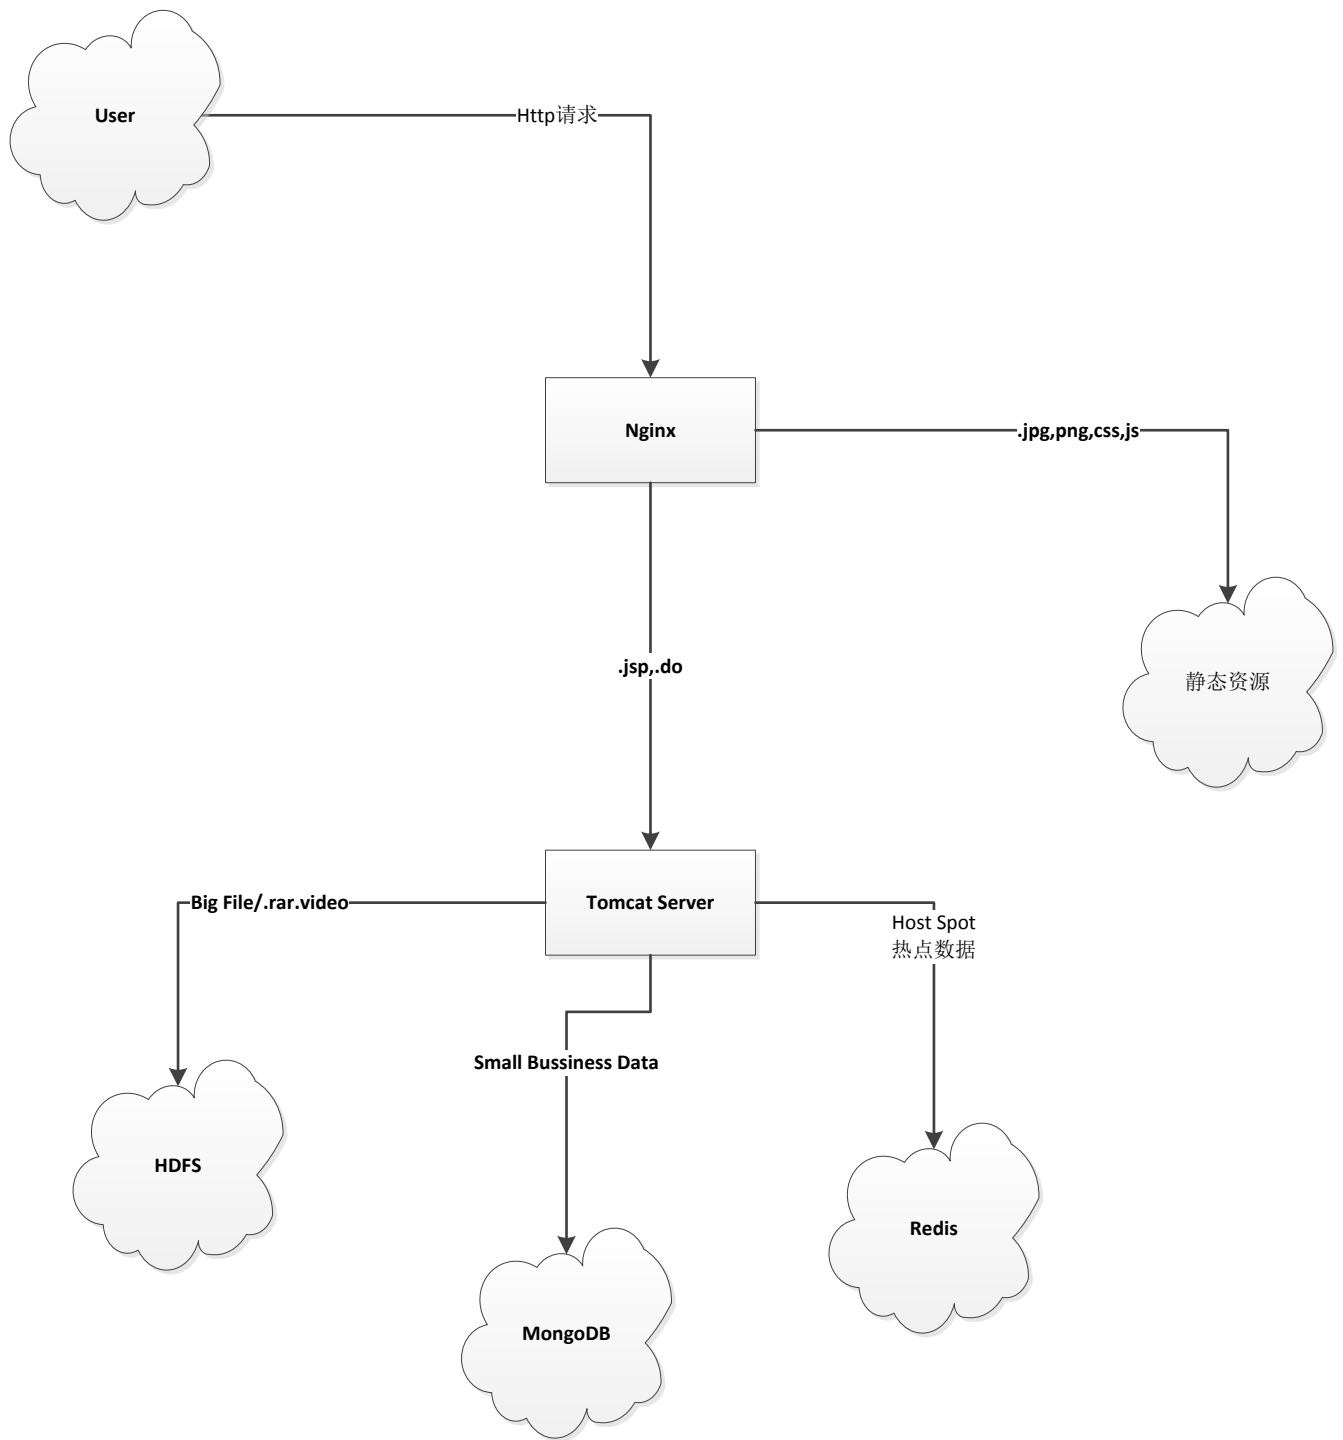 User
Http请求
Nginx
.jpg,png,css,js
.jsp,.do
静态资源
Big File/.rar.video
Tomcat Server
Host Spot
热点数据
Small Bussiness Data
HDFS
Redis
MongoDB